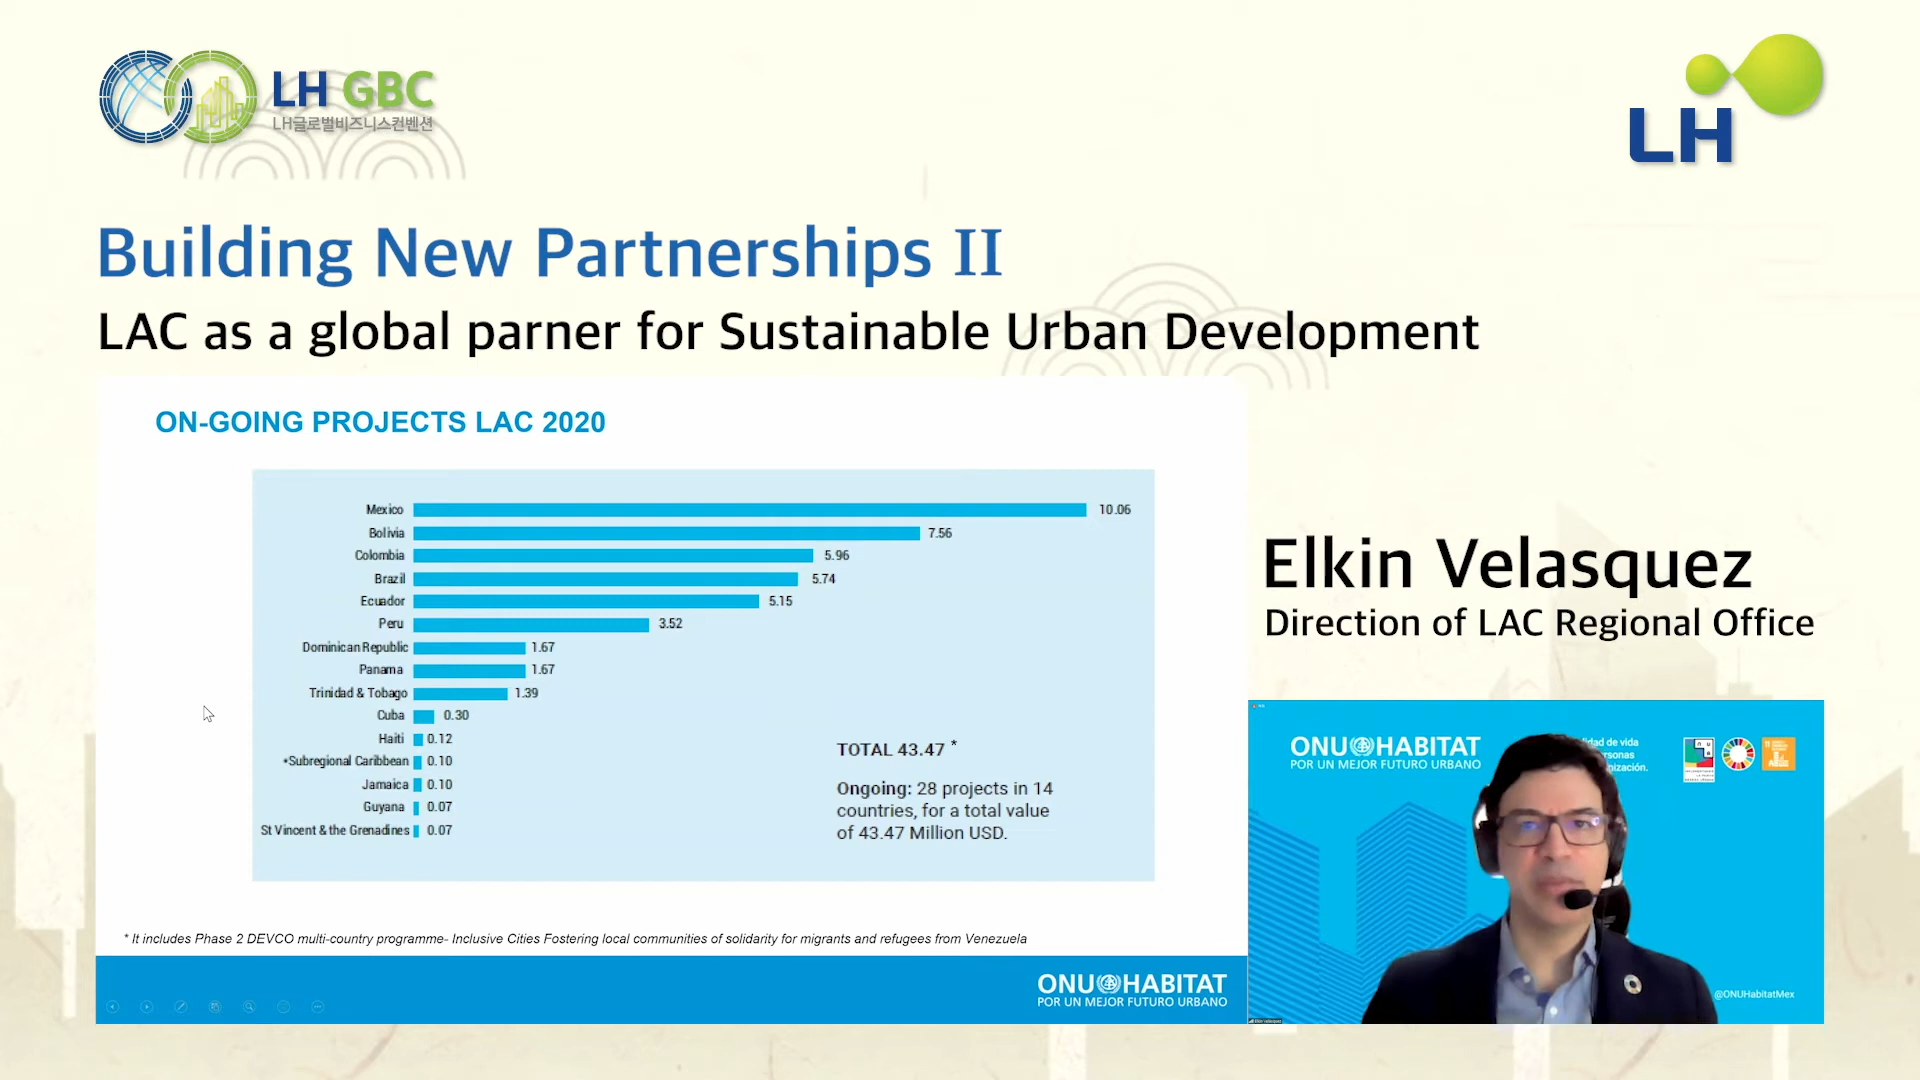 LH GBC
LH글로벌비즈니스컨벤션
LH
Building New Partnerships II
LAC as a global parner for Sustainable Urban Development
ON-GOING PROJECTS LAC 2020
Mexico 10.06
Bolivia 7.56
Colombia 5.96
Brazil 5.74
Ecuador 5.15
Peru 3.52
Dominican Republic 1.67
Panama 1.67
Trinidad & Tobago 1.39
Cuba 0.30
Haiti 0.12
*Subregional Caribbean 0.10
Jamaica 0.10
Guyana 0.07
St Vincent & the Grenadines 0.07
TOTAL 43.47 *
Ongoing: 28 projects in 14
countries, for a total value
of 43.47 Million USD.
* It includes Phase 2 DEVCO multi-country programme- Inclusive Cities Fostering local communities of solidarity for migrants and refugees from Venezuela
ONU HABITAT
POR UN MEJOR FUTURO URBANO
Elkin Velasquez
Direction of LAC Regional Office
ONU HABITAT
POR UN MEJOR FUTURO URBANO
de vida
@ONUHabitatMex